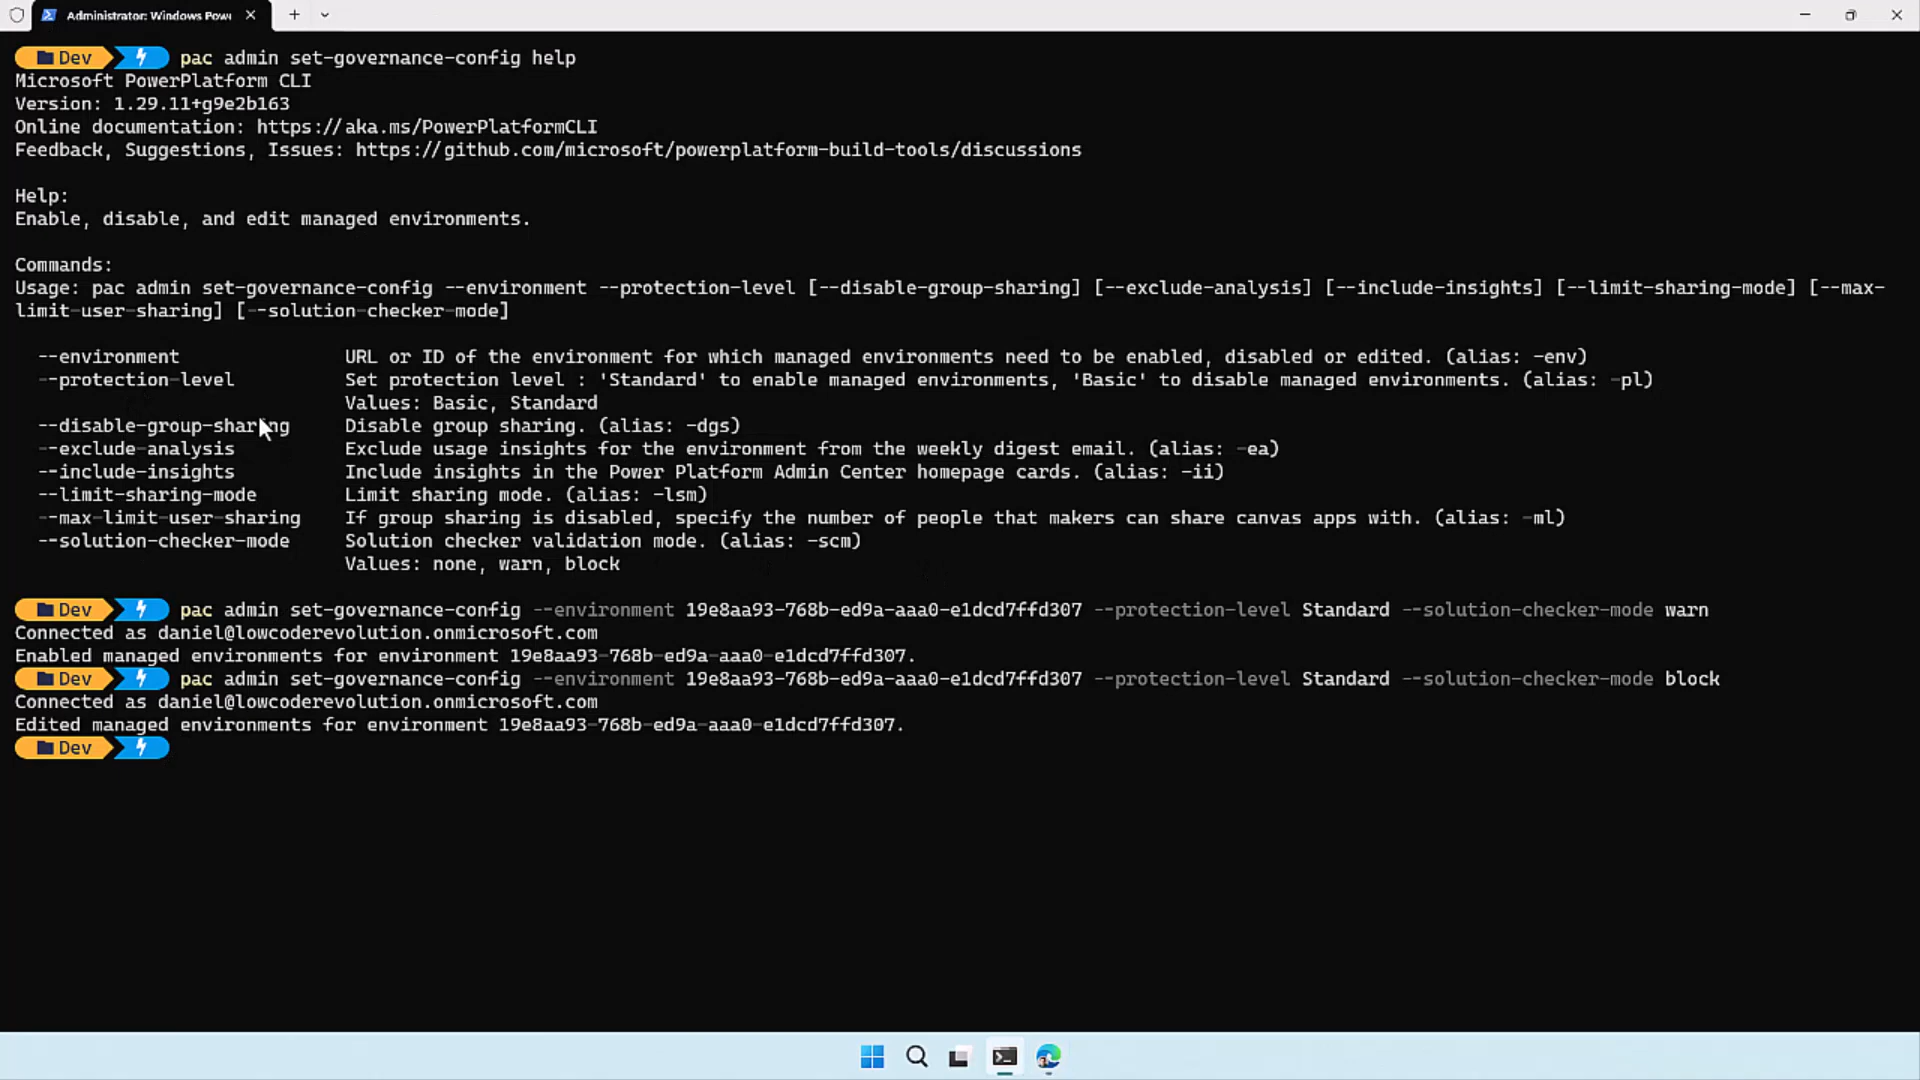 Administrator: Windows Powe
Dev pac admin set-governance-config help
Microsoft PowerPlatform CLI
Version: 1.29.11+g9e2b163
Online documentation: https://aka.ms/PowerPlatformCLI
Feedback, Suggestions, Issues: https://github.com/microsoft/powerplatform-build-tools/discussions
Help:
Enable, disable, and edit managed environments.
Commands:
Usage: pac admin set-governance-config --environment --protection-level [--disable-group-sharing] [--exclude-analysis] [--include-insights] [--limit-sharing-mode] [--max-
limit-user-sharing] [--solution-checker-mode]
--environment URL or ID of the environment for which managed environments need to be enabled, disabled or edited. (alias: -env)
--protection-level Set protection level : 'Standard' to enable managed environments, 'Basic' to disable managed environments. (alias: -pl)
Values: Basic, Standard
--disable-group-sharing Disable group sharing. (alias: -dgs)
--exclude-analysis Exclude usage insights for the environment from the weekly digest email. (alias: -ea)
--include-insights Include insights in the Power Platform Admin Center homepage cards. (alias: -ii)
--limit-sharing-mode Limit sharing mode. (alias: -lsm)
--max-limit-user-sharing If group sharing is disabled, specify the number of people that makers can share canvas apps with. (alias: -ml)
--solution-checker-mode Solution checker validation mode. (alias: -scm)
Values: none, warn, block
Dev pac admin set-governance-config --environment 19e8aa93-768b-ed9a-aaa0-e1dcd7ffd307 --protection-level Standard --solution-checker-mode warn
Connected as daniel@lowcoderevolution.onmicrosoft.com
Enabled managed environments for environment 19e8aa93-768b-ed9a-aaa0-e1dcd7ffd307.
Dev pac admin set-governance-config --environment 19e8aa93-768b-ed9a-aaa0-e1dcd7ffd307 --protection-level Standard --solution-checker-mode block
Connected as daniel@lowcoderevolution.onmicrosoft.com
Edited managed environments for environment 19e8aa93-768b-ed9a-aaa0-e1dcd7ffd307.
Dev